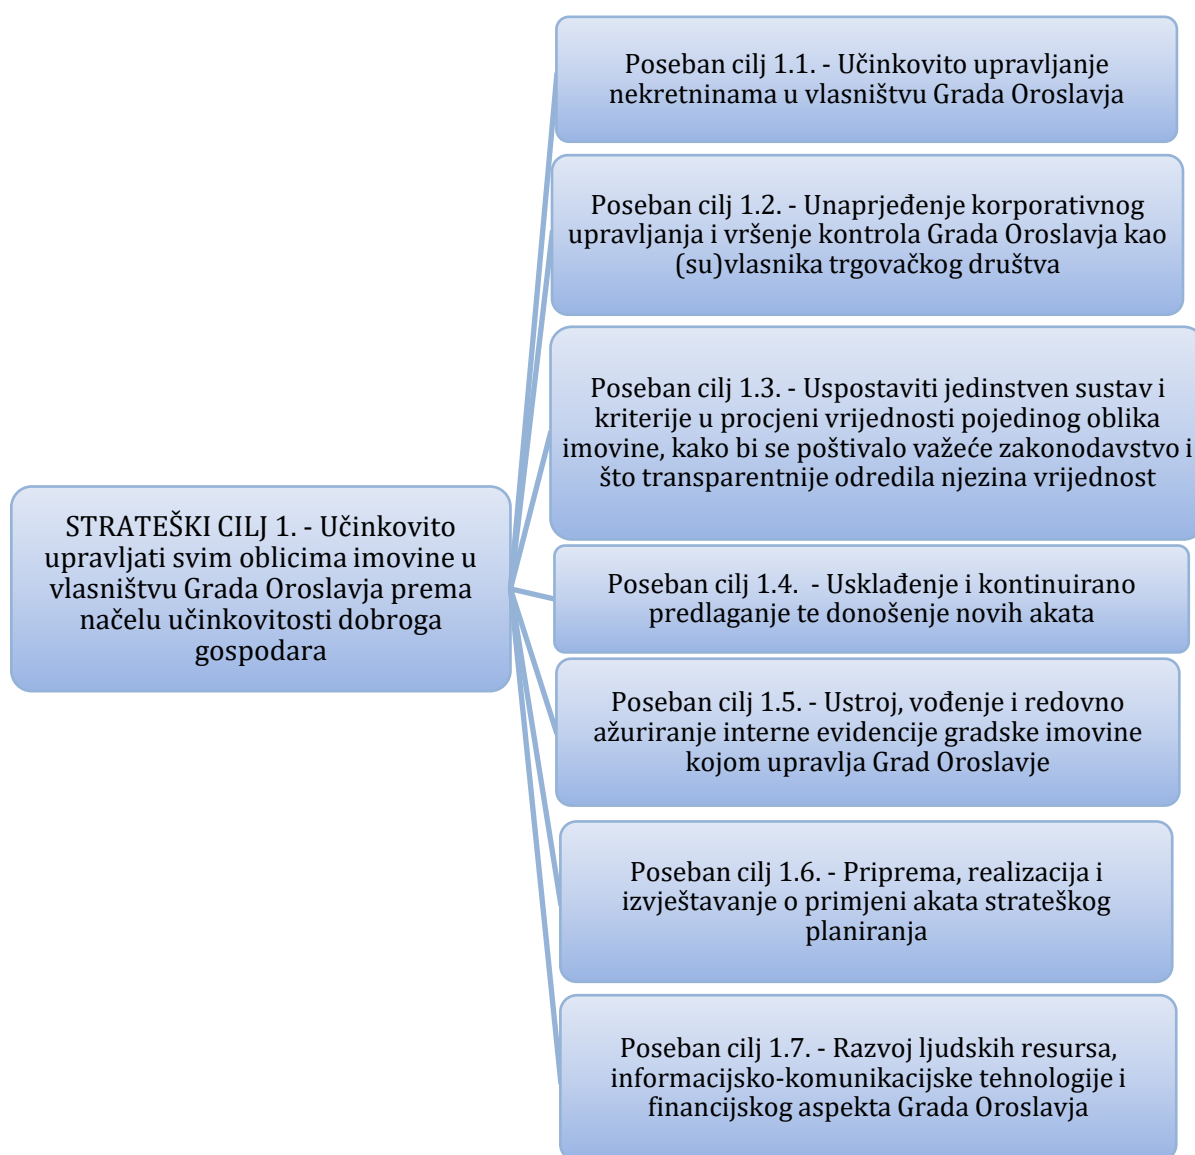 STRATEŠKI CILJ 1. - Učinkovito
upravljati svim oblicima imovine u
vlasništvu Grada Oroslavja prema
načelu učinkovitosti dobroga
gospodara
Poseban cilj 1.1. - Učinkovito upravljanje
nekretninama u vlasništvu Grada Oroslavja
Poseban cilj 1.2. - Unaprjeđenje korporativnog
upravljanja i vršenje kontrola Grada Oroslavja kao
(su)vlasnika trgovačkog društva
Poseban cilj 1.3. - Uspostaviti jedinstven sustav i
kriterije u procjeni vrijednosti pojedinog oblika
imovine, kako bi se poštivalo važeće zakonodavstvo i
što transparentnije odredila njezina vrijednost
Poseban cilj 1.4.  - Usklađenje i kontinuirano
predlaganje te donošenje novih akata
Poseban cilj 1.5. - Ustroj, vođenje i redovno
ažuriranje interne evidencije gradske imovine
kojom upravlja Grad Oroslavje
Poseban cilj 1.6. - Priprema, realizacija i
izvještavanje o primjeni akata strateškog
planiranja
Poseban cilj 1.7. - Razvoj ljudskih resursa,
informacijsko-komunikacijske tehnologije i
financijskog aspekta Grada Oroslavja